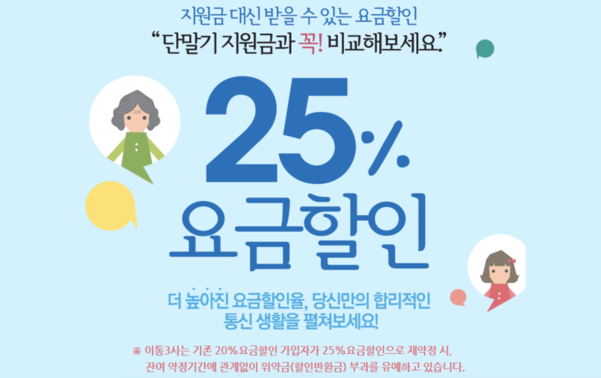 지원금 대신 받을 수 있는 요금할인
“단말기 지원금과 꼭! 비교해보세요.”
25%
요금할인
더 높아진 요금할인율, 당신만의 합리적인
통신 생활을 펼쳐보세요!
※ 이통3사는 기존 20%요금할인 가입자가 25%요금할인으로 재약정 시,
잔여 약정기간에 관계없이 위약금(할인반환금) 부과를 유예하고 있습니다.